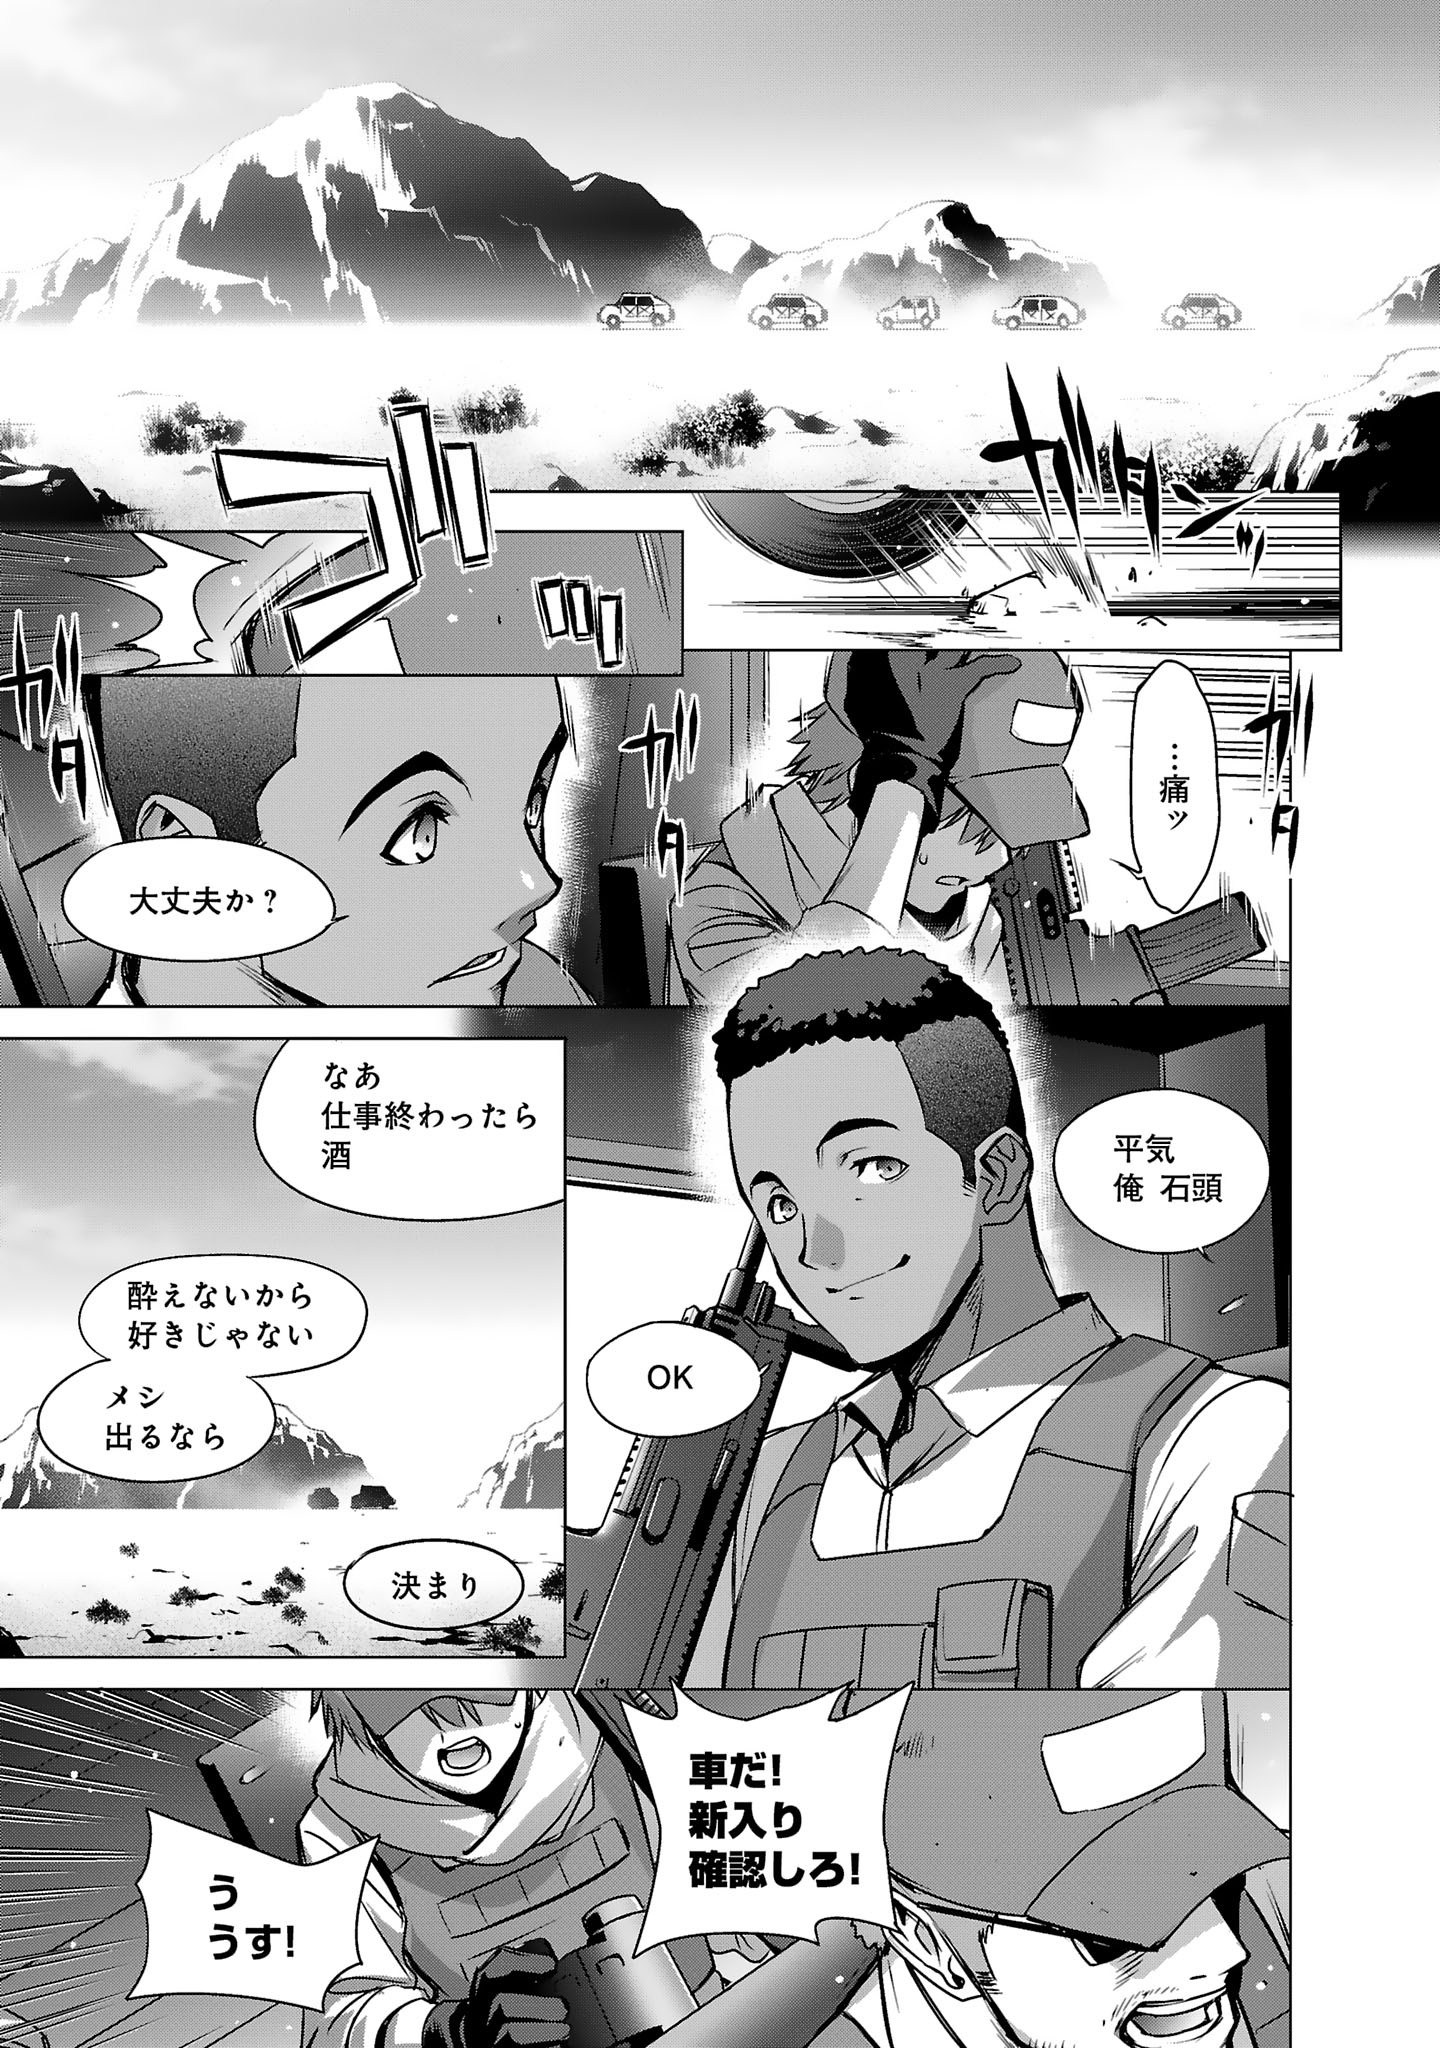 ガタンッ
ゴッ
ガタ
…痛ッ
ガタ
ガタ
大丈夫か?
平気
俺 石頭
OK
なあ
仕事終わったら
酒
酔えないから
好きじゃない
メシ
出るなら
決まり
車だ!
新入り
確認しろ!
う
うす!